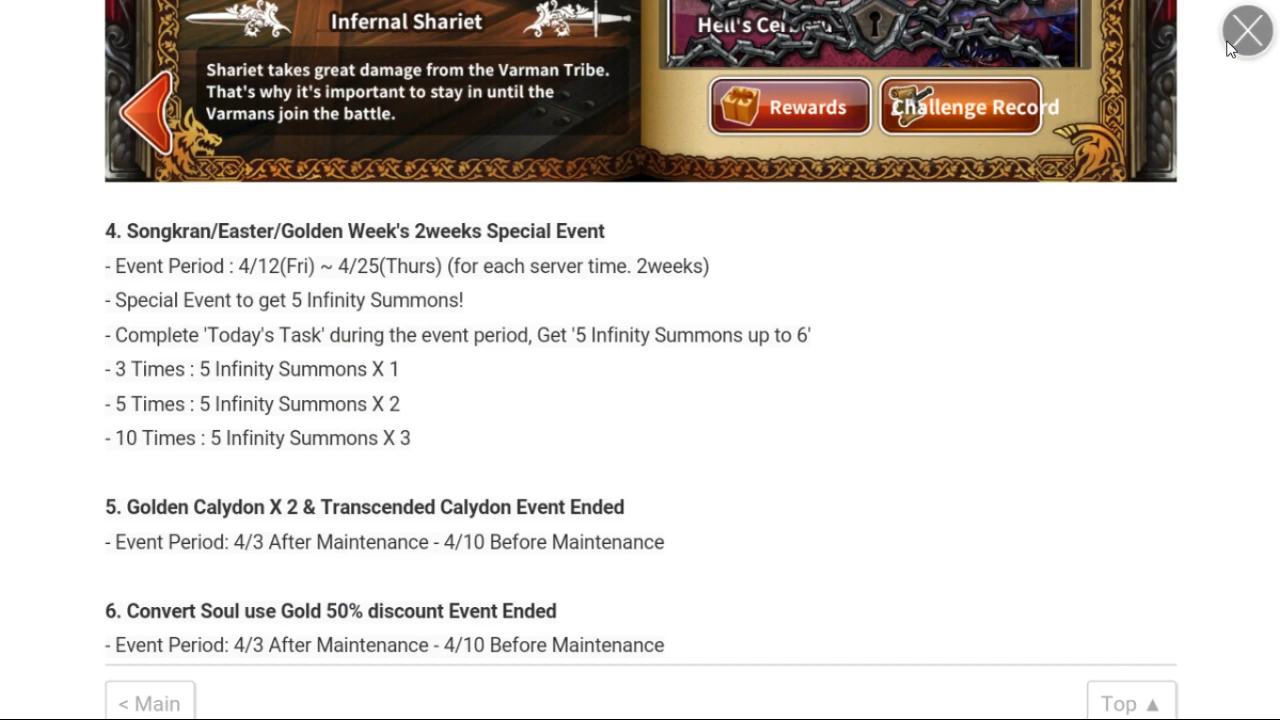 Infernal Shariet
Hell's Cerberus
Shariet takes great damage from the Varman Tribe.
That's why it's important to stay in until the
Varmans join the battle.
Rewards
Challenge Record
4. Songkran/Easter/Golden Week's 2weeks Special Event
- Event Period : 4/12(Fri) ~ 4/25(Thurs) (for each server time. 2weeks)
- Special Event to get 5 Infinity Summons!
- Complete 'Today's Task' during the event period, Get '5 Infinity Summons up to 6'
- 3 Times : 5 Infinity Summons X 1
- 5 Times : 5 Infinity Summons X 2
- 10 Times : 5 Infinity Summons X 3
5. Golden Calydon X 2 & Transcended Calydon Event Ended
- Event Period: 4/3 After Maintenance - 4/10 Before Maintenance
6. Convert Soul use Gold 50% discount Event Ended
- Event Period: 4/3 After Maintenance - 4/10 Before Maintenance
< Main
Top ▲